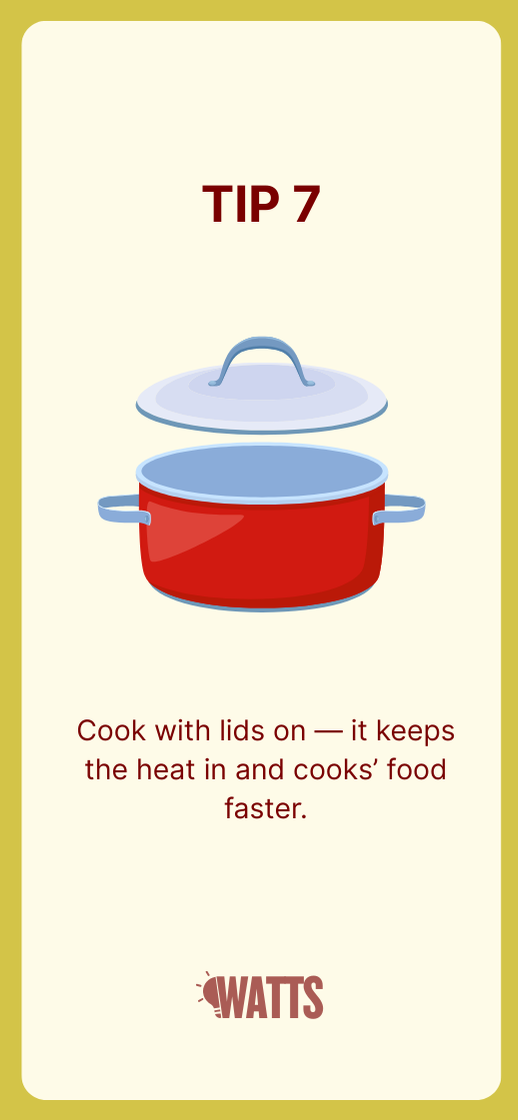 TIP 7
Cook with lids on — it keeps
the heat in and cooks’ food
faster.
WATTS